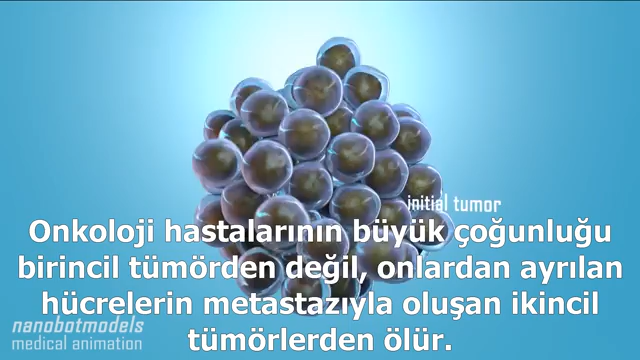 initial tumor
Onkoloji hastalarının büyük çoğunluğu
birincil tümörden değil, onlardan ayrılan
hücrelerin metastazıyla oluşan ikincil
tümörlerden ölür.
nanobotmodels
medical animation